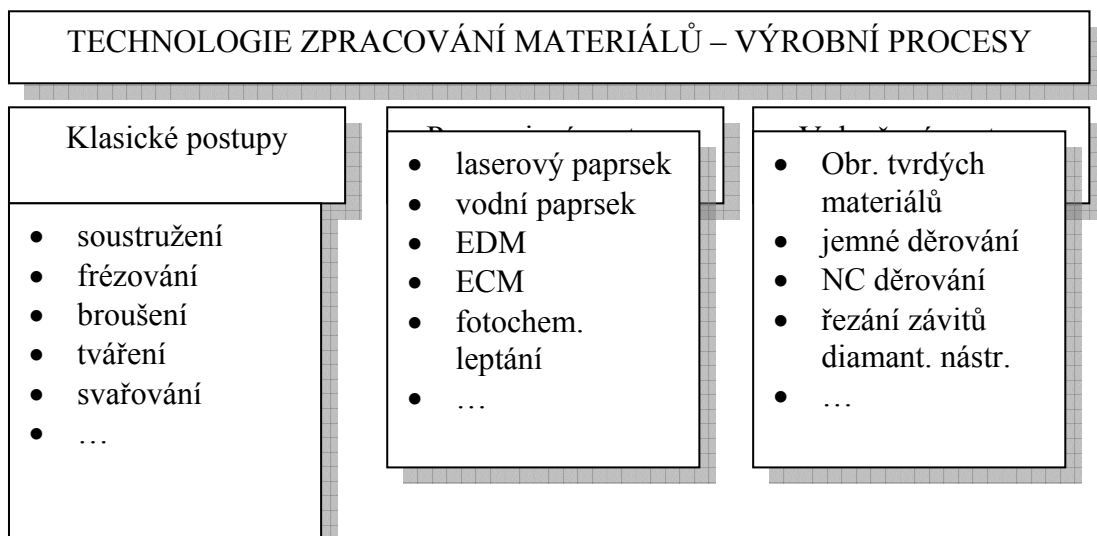 TECHNOLOGIE ZPRACOVÁNÍ MATERIÁLŮ – VÝROBNÍ PROCESY
Klasické postupy
• soustružení
• frézování
• broušení
• tváření
• svařování
• …
• laserový paprsek
• vodní paprsek
• EDM
• ECM
• fotochem.
leptání
• …
• Obr. tvrdých
materiálů
• jemné děrování
• NC děrování
• řezání závitů
diamant. nástr.
• …